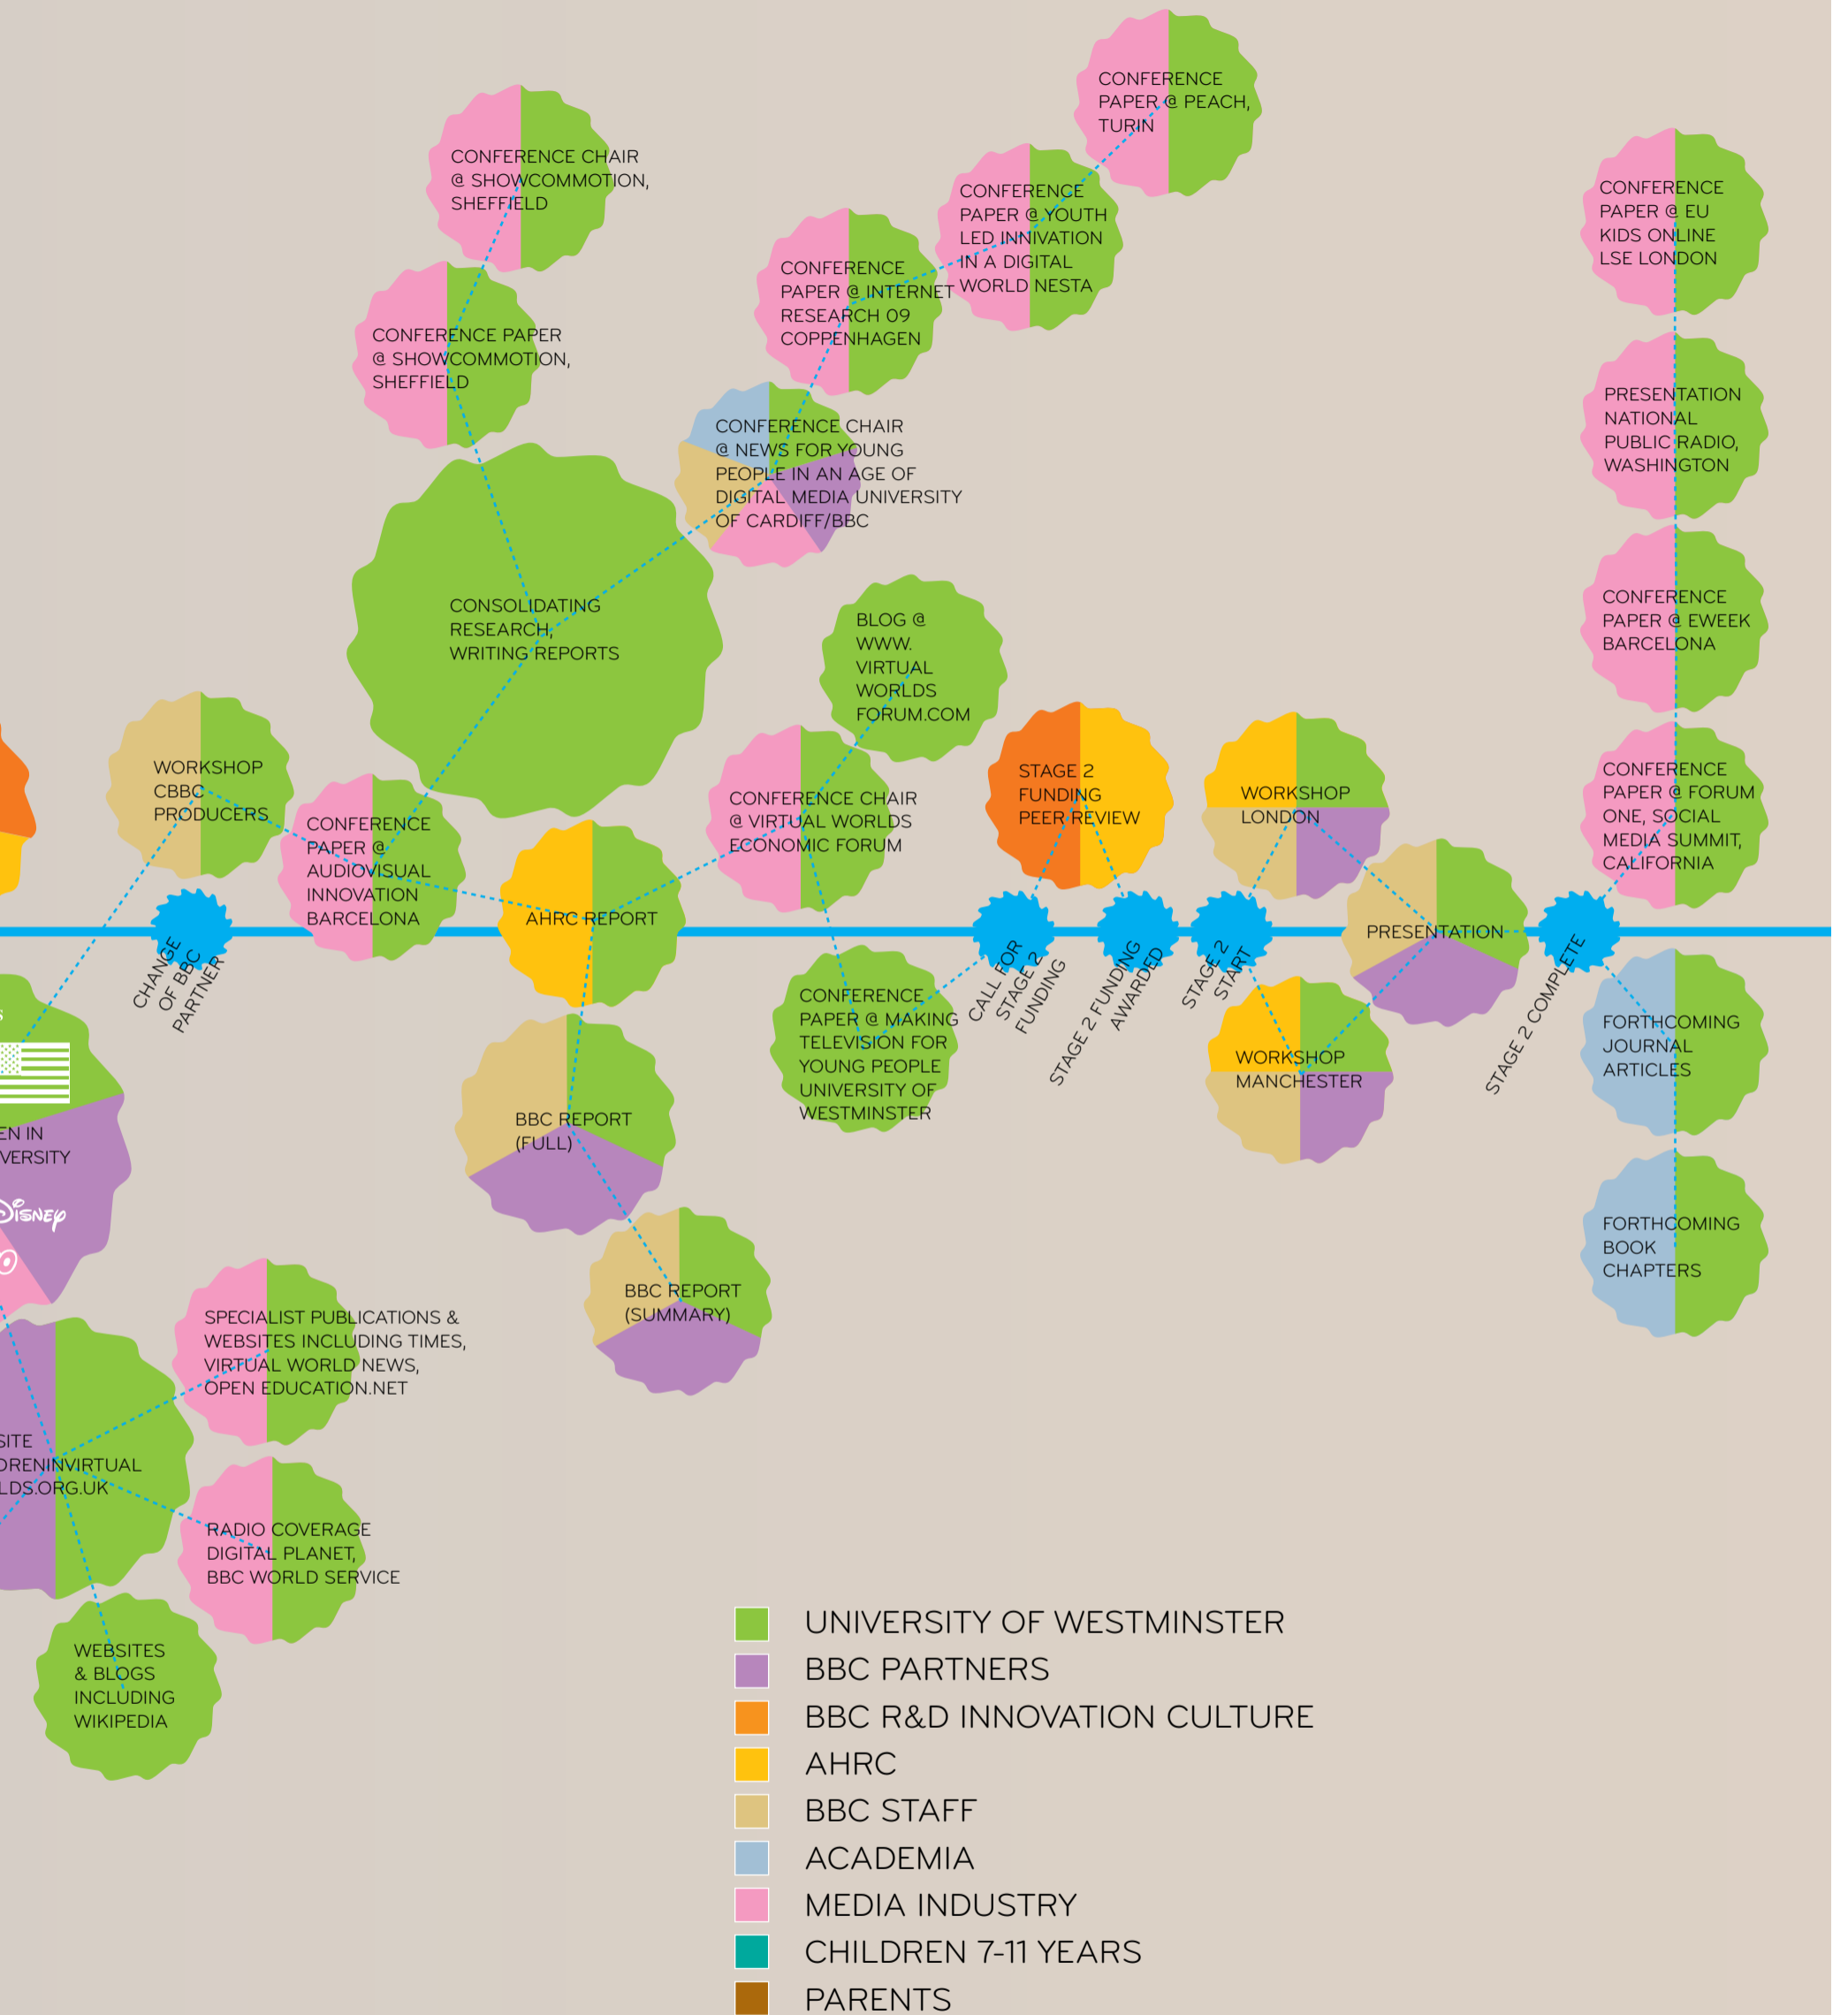 CONFERENCE
PAPER @ PEACH,
TURIN
CONFERENCE CHAIR
@ SHOWCOMMOTION,
SHEFFIELD
CONFERENCE
PAPER @ YOUTH
LED INNIVATION
IN A DIGITAL
WORLD NESTA
CONFERENCE
PAPER @ EU
KIDS ONLINE
LSE LONDON
CONFERENCE
PAPER @ INTERNET
RESEARCH 09
COPPENHAGEN
CONFERENCE PAPER
@ SHOWCOMMOTION,
SHEFFIELD
PRESENTATION
NATIONAL
PUBLIC RADIO,
WASHINGTON
CONFERENCE CHAIR
@ NEWS FOR YOUNG
PEOPLE IN AN AGE OF
DIGITAL MEDIA UNIVERSITY
OF CARDIFF/BBC
CONSOLIDATING
RESEARCH,
WRITING REPORTS
BLOG @
WWW.
VIRTUAL
WORLDS
FORUM.COM
CONFERENCE
PAPER @ EWEEK
BARCELONA
WORKSHOP
CBBC
PRODUCERS
CONFERENCE
PAPER @
AUDIOVISUAL
INNOVATION
BARCELONA
CONFERENCE CHAIR
@ VIRTUAL WORLDS
ECONOMIC FORUM
STAGE 2
FUNDING
PEER REVIEW
WORKSHOP
LONDON
CONFERENCE
PAPER @ FORUM
ONE, SOCIAL
MEDIA SUMMIT,
CALIFORNIA
AHRC REPORT
PRESENTATION
CHANGE
OF BBC
PARTNER
CALL FOR
STAGE 2
FUNDING
STAGE 2 FUNDING
AWARDED
STAGE 2
START
STAGE 2 COMPLETE
CONFERENCE
PAPER @ MAKING
TELEVISION FOR
YOUNG PEOPLE
UNIVERSITY OF
WESTMINSTER
WORKSHOP
MANCHESTER
FORTHCOMING
JOURNAL
ARTICLES
S
EN IN
VERSITY
DISNEY
BBC REPORT
(FULL)
BBC REPORT
(SUMMARY)
FORTHCOMING
BOOK
CHAPTERS
SPECIALIST PUBLICATIONS &
WEBSITES INCLUDING TIMES,
VIRTUAL WORLD NEWS,
OPEN EDUCATION.NET
SITE
DRENINVIRTUAL
LDS.ORG.UK
RADIO COVERAGE
DIGITAL PLANET,
BBC WORLD SERVICE
WEBSITES
& BLOGS
INCLUDING
WIKIPEDIA
UNIVERSITY OF WESTMINSTER
BBC PARTNERS
BBC R&D INNOVATION CULTURE
AHRC
BBC STAFF
ACADEMIA
MEDIA INDUSTRY
CHILDREN 7-11 YEARS
PARENTS